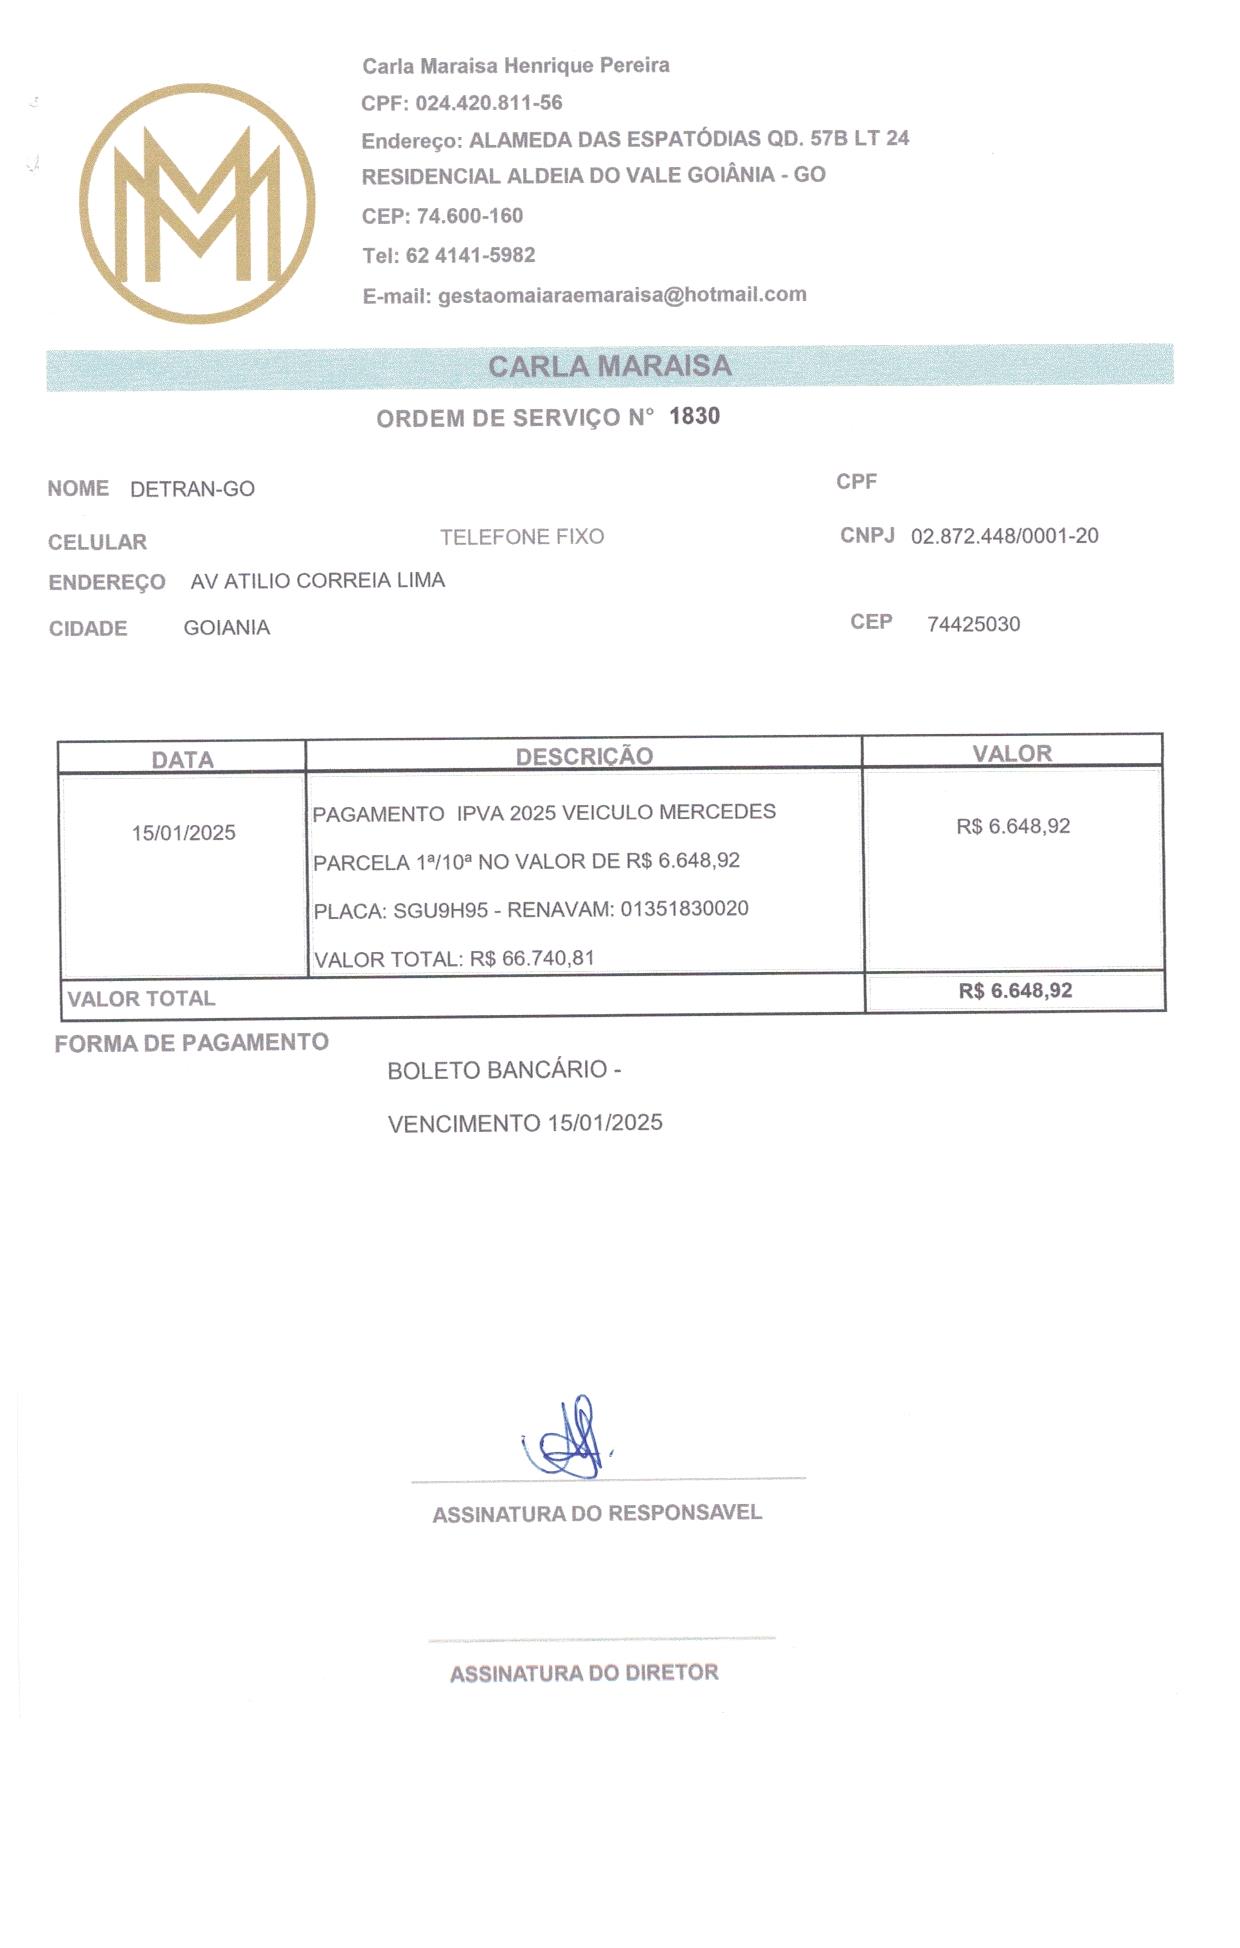 Carla Maraisa Henrique Pereira
CPF: 024.420.811-56
Endereço: ALAMEDA DAS ESPATÓDIAS QD. 57B LT 24
RESIDENCIAL ALDEIA DO VALE GOIÂNIA - GO
CEP: 74.600-160
Tel: 62 4141-5982
E-mail: gestaomaiaraemaraisa@hotmail.com
CARLA MARAISA
ORDEM DE SERVIÇO N° 1830
NOME DETRAN-GO CPF
CELULAR TELEFONE FIXO CNPJ 02.872.448/0001-20
ENDEREÇO AV ATILIO CORREIA LIMA
CIDADE GOIANIA CEP 74425030
DATA DESCRIÇÃO VALOR
PAGAMENTO IPVA 2025 VEICULO MERCEDES
15/01/2025 R$ 6.648,92
PARCELA 1ª/10ª NO VALOR DE R$ 6.648,92
PLACA: SGU9H95 - RENAVAM: 01351830020
VALOR TOTAL: R$ 66.740,81
VALOR TOTAL R$ 6.648,92
FORMA DE PAGAMENTO
BOLETO BANCÁRIO -
VENCIMENTO 15/01/2025
ASSINATURA DO RESPONSAVEL
ASSINATURA DO DIRETOR